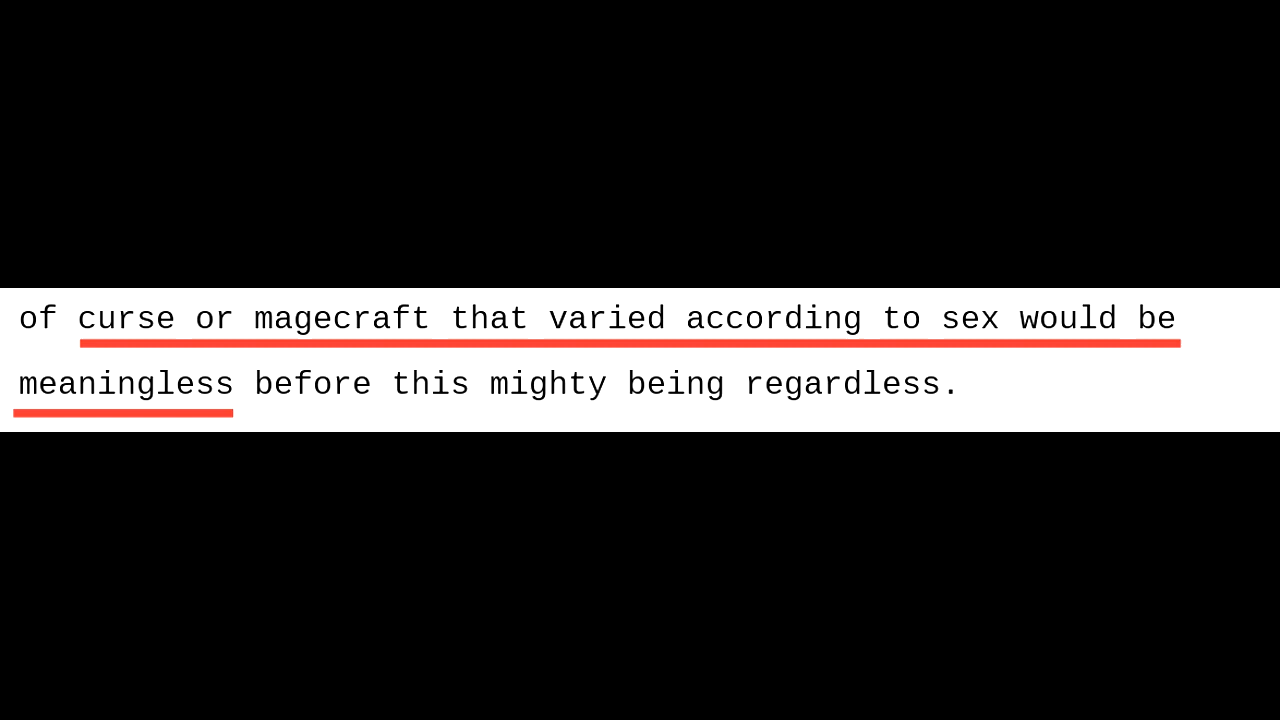 of curse or magecraft that varied according to sex would be
meaningless before this mighty being regardless.